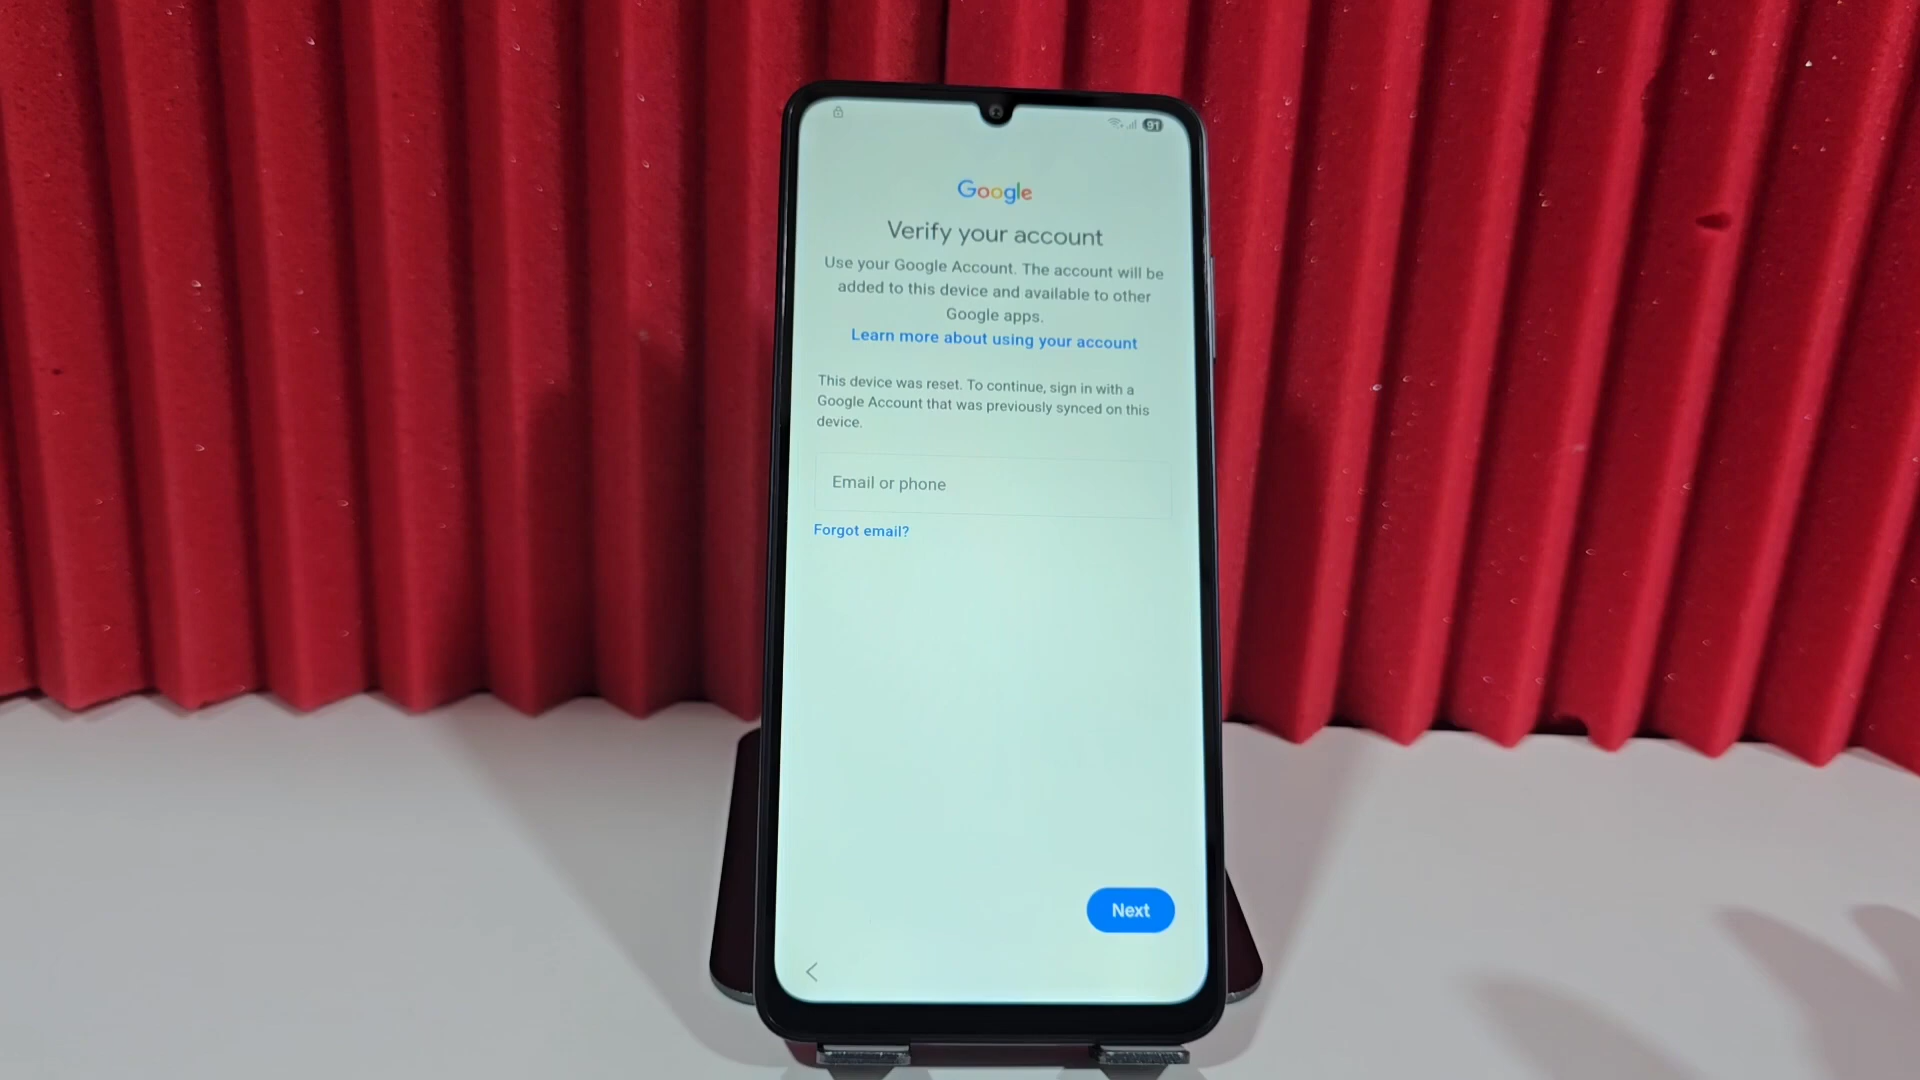 91
Google
Verify your account
Use your Google Account. The account will be
added to this device and available to other
Google apps.
Learn more about using your account
This device was reset. To continue, sign in with a
Google Account that was previously synced on this
device.
Email or phone
Forgot email?
Next